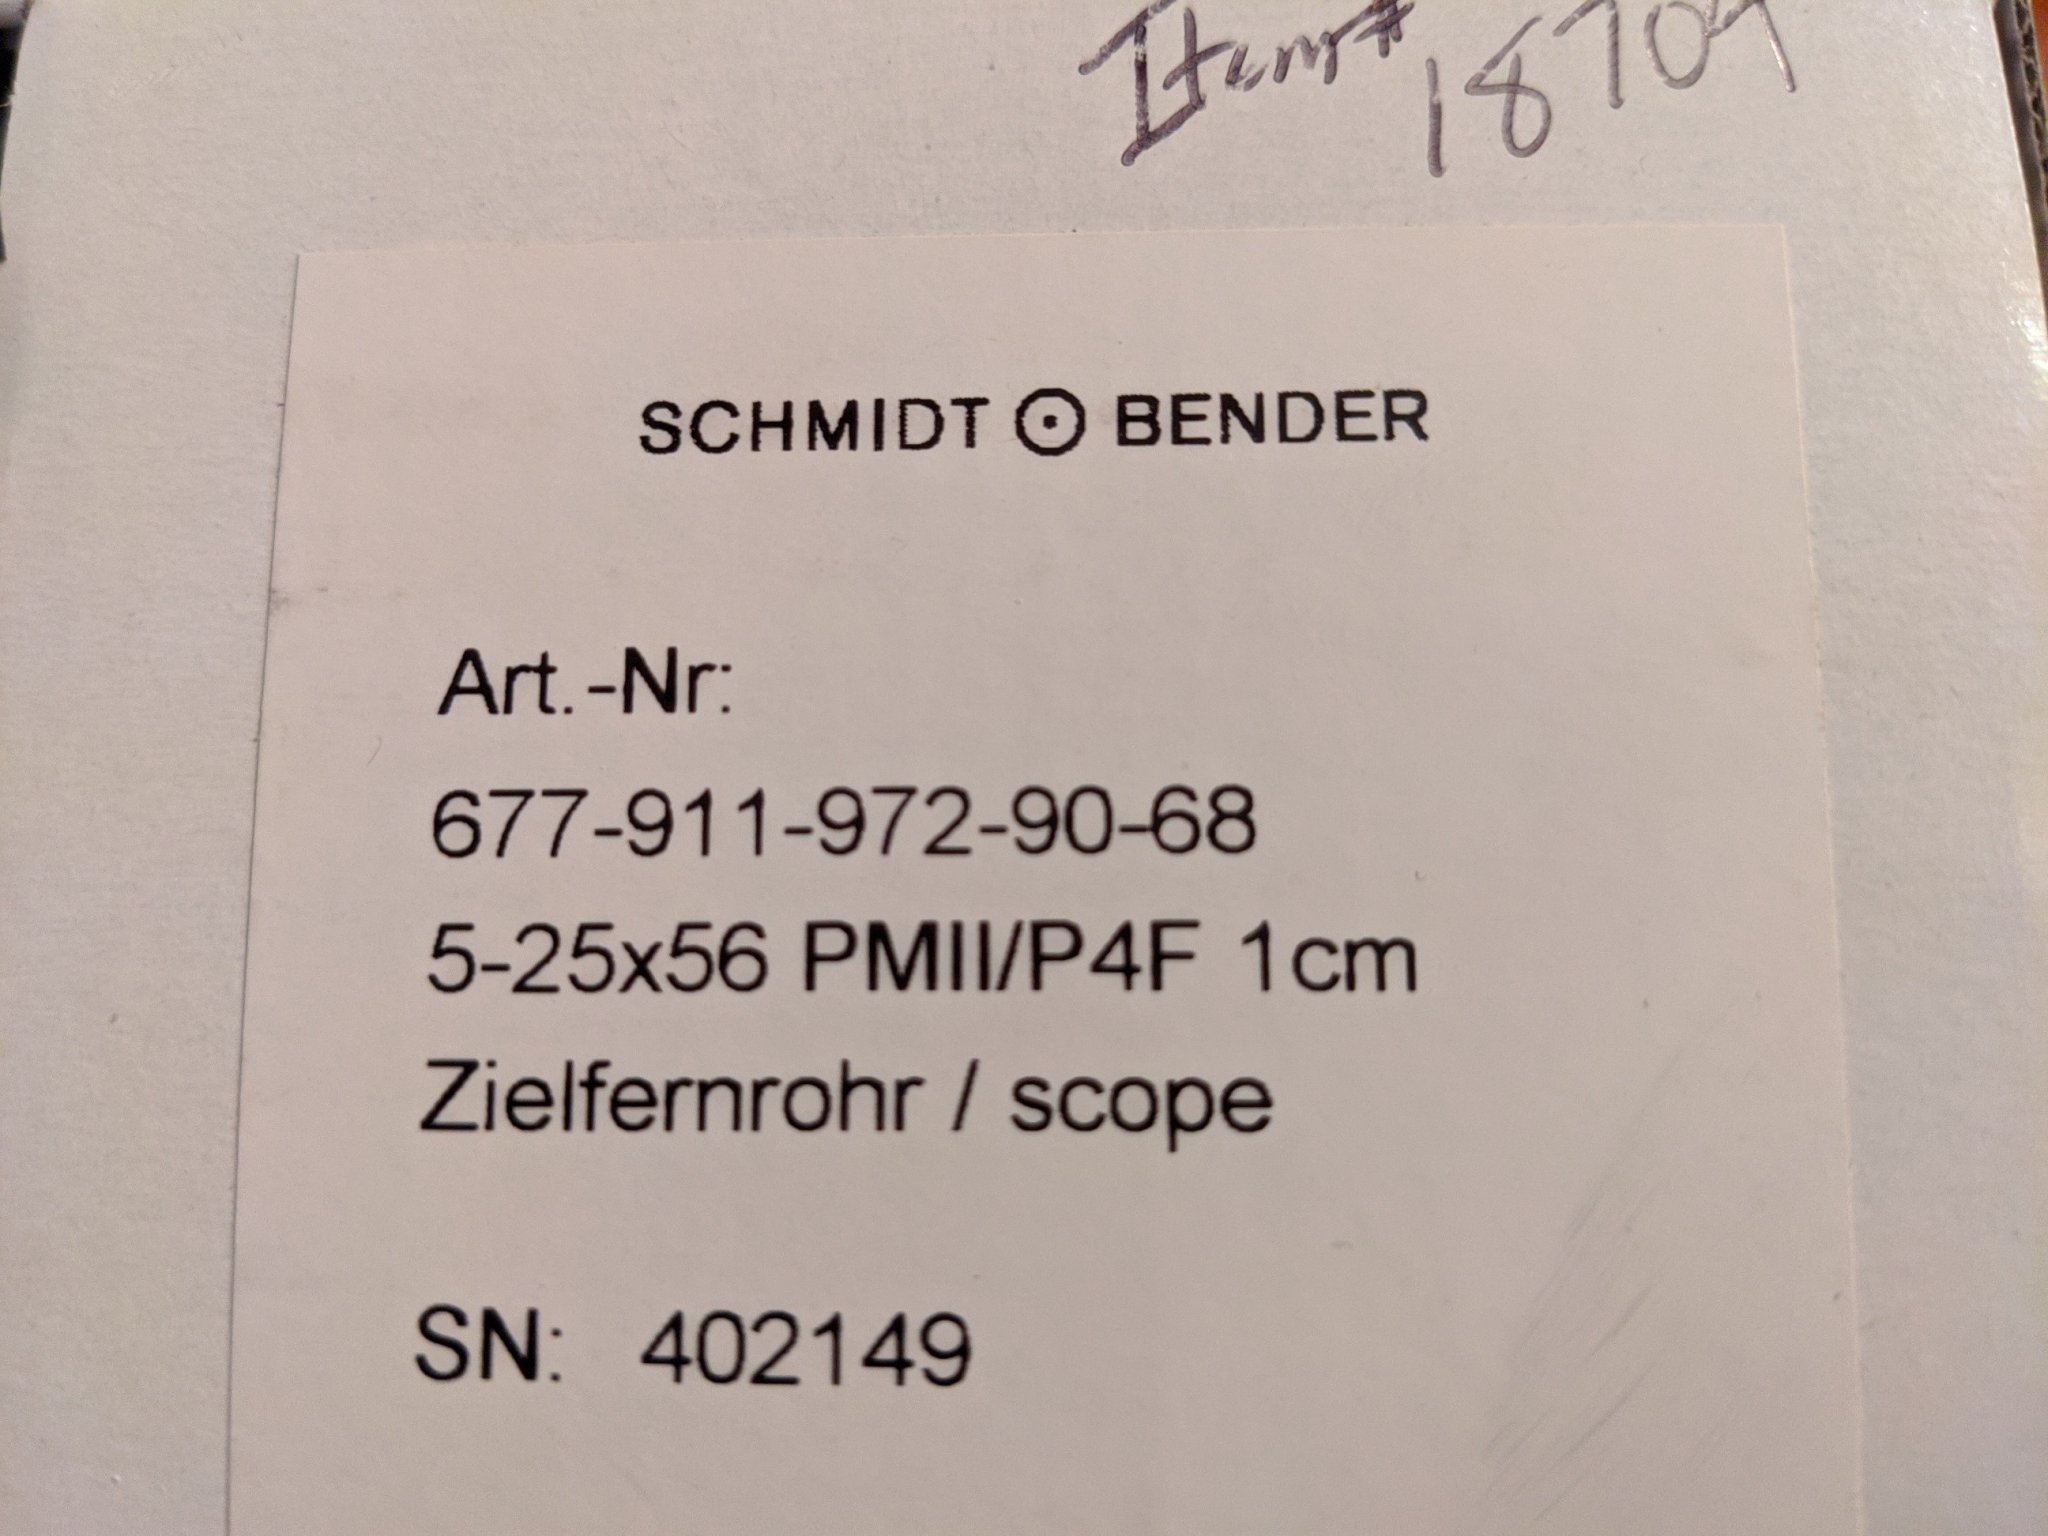 Item# 18709
SCHMIDT BENDER
Art.-Nr:
677-911-972-90-68
5-25x56 PMII/P4F 1cm
Zielfernrohr / scope
SN: 402149